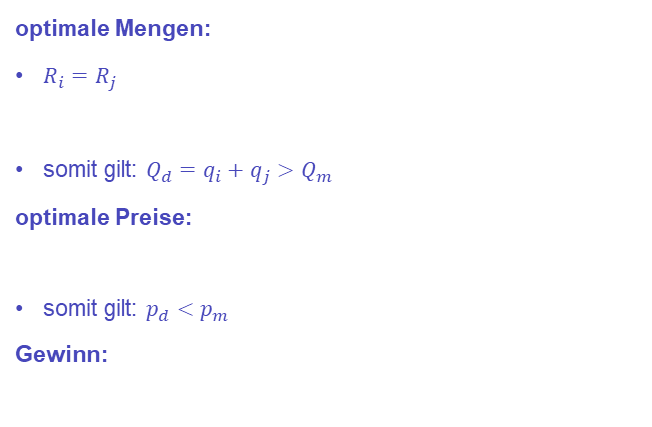 optimale Mengen:
• R_i = R_j
• somit gilt: Q_d = q_i + q_j > Q_m
optimale Preise:
• somit gilt: p_d < p_m
Gewinn: